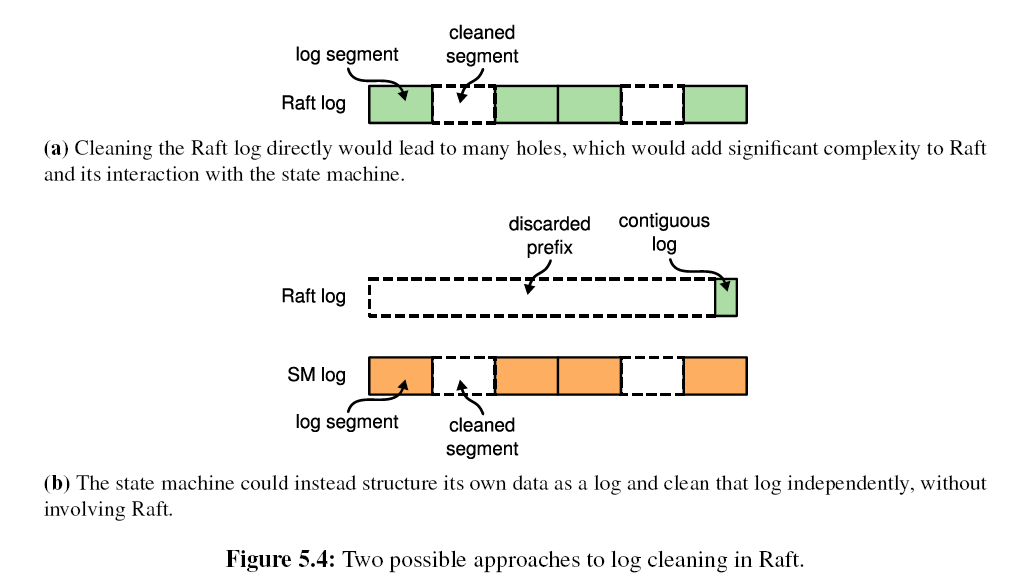 cleaned
log segment
segment
Raft log
(a) Cleaning the Raft log directly would lead to many holes, which would add significant complexity to Raft
and its interaction with the state machine.
discarded
prefix
contiguous
log
Raft log
SM log
log segment
cleaned
segment
(b) The state machine could instead structure its own data as a log and clean that log independently, without
involving Raft.
Figure 5.4: Two possible approaches to log cleaning in Raft.